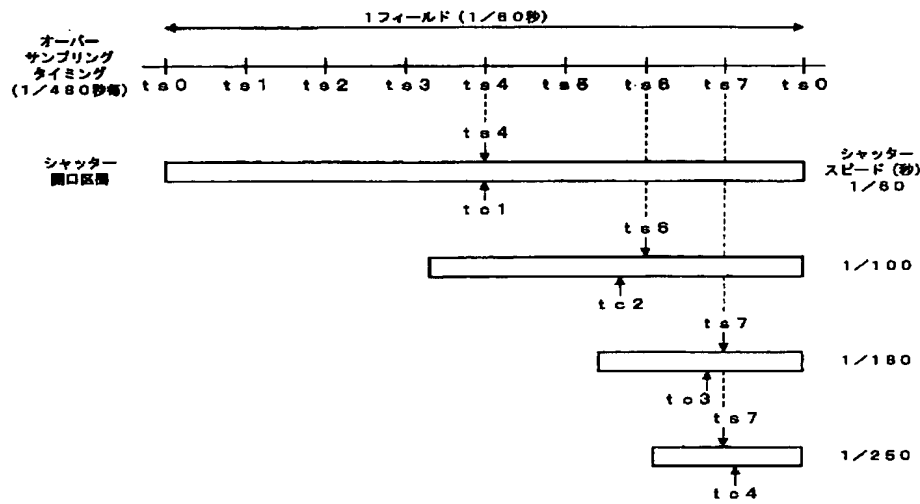 1フィールド(1/60秒)
オーバー
サンプリング
タイミング
(1/480秒毎)
ts0 ts1 ts2 ts3 ts4 ts5 ts6 ts7 ts0
ts4
シャッター
開口区間
シャッター
スピード(秒)
1/60
tc1
ts6
1/100
tc2
ts7
1/180
tc3
ts7
1/250
tc4